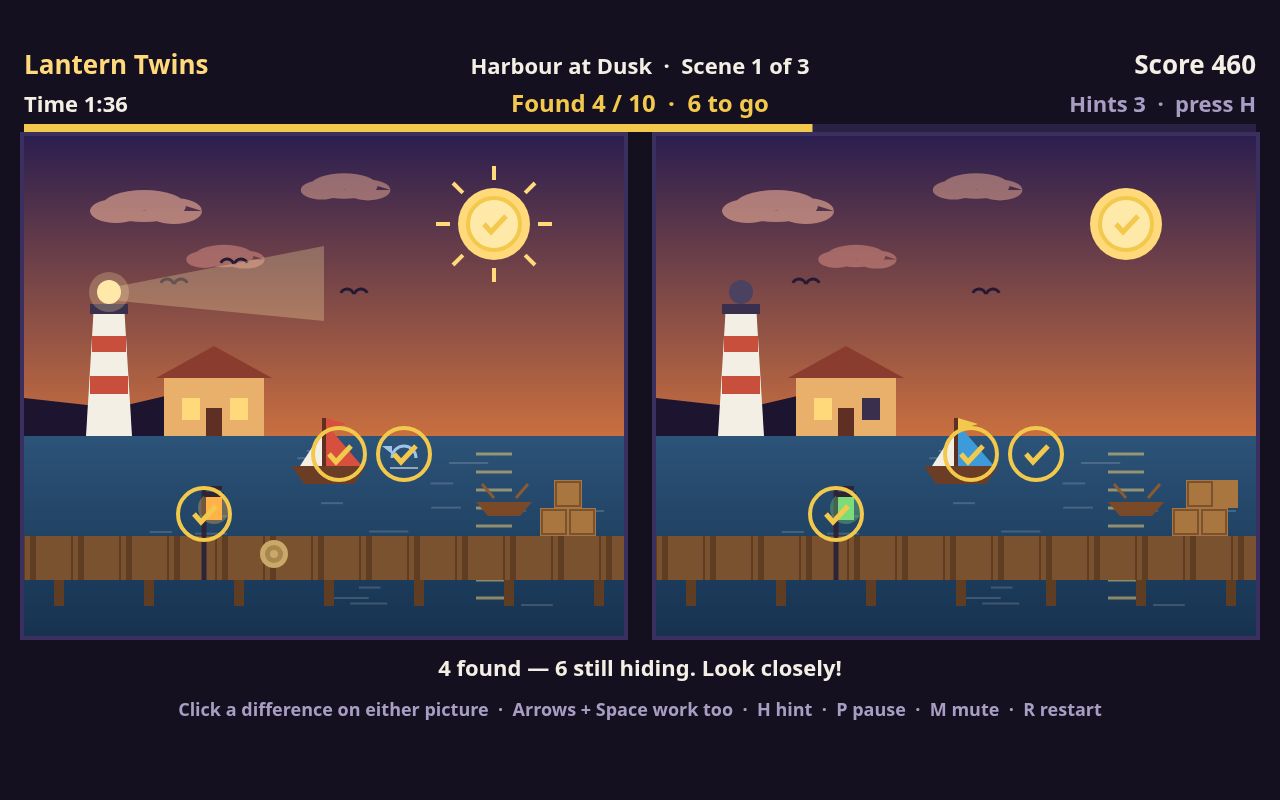 Lantern Twins
Harbour at Dusk · Scene 1 of 3
Score 460
Time 1:36
Found 4 / 10 · 6 to go
Hints 3 · press H
4 found — 6 still hiding. Look closely!
Click a difference on either picture · Arrows + Space work too · H hint · P pause · M mute · R restart